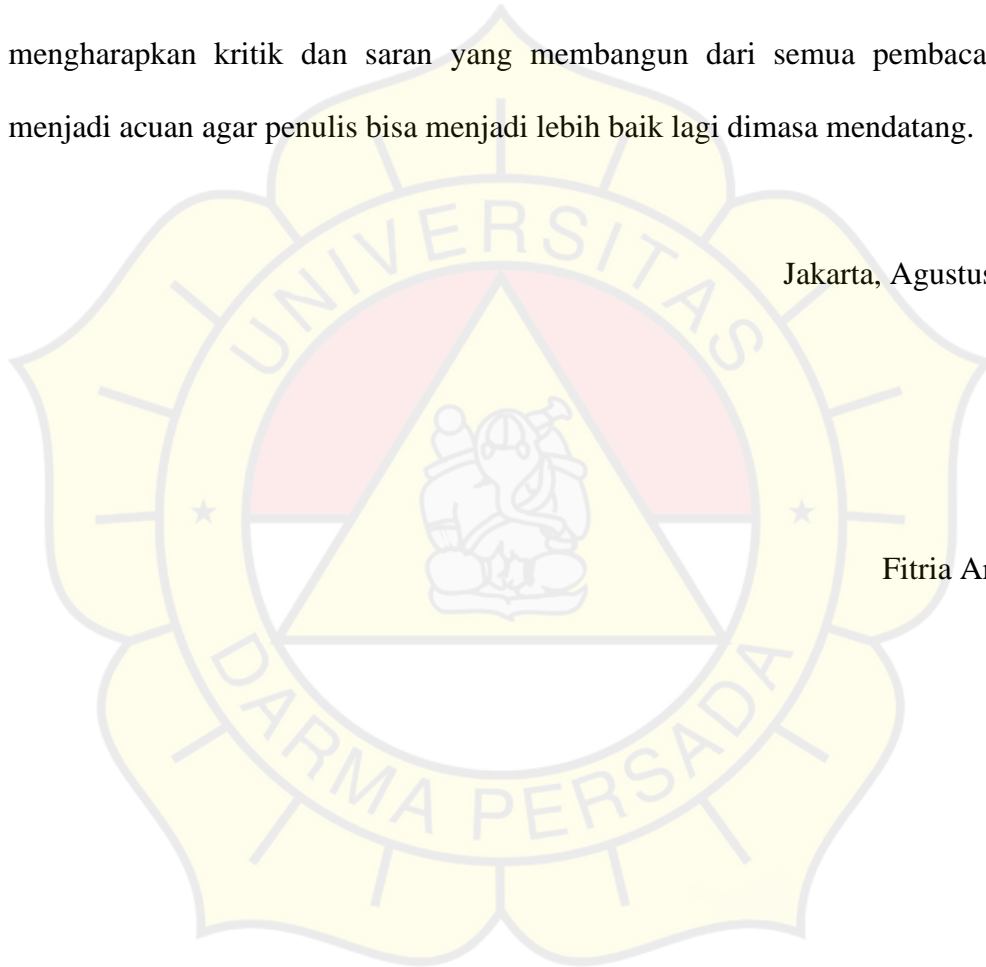 mengharapkan kritik dan saran yang membangun dari semua pembaca
menjadi acuan agar penulis bisa menjadi lebih baik lagi dimasa mendatang.
UNIVERSITAS
Jakarta, Agustus
Fitria
DARMA PERSADA